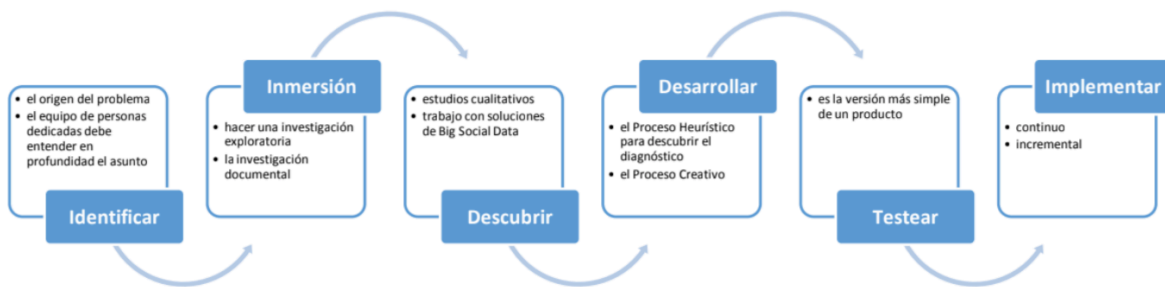 • el origen del problema
• el equipo de personas
dedicadas debe
entender en
profundidad el asunto
Identificar
Inmersión
• hacer una investigación
exploratoria
• la investigación
documental
• estudios cualitativos
• trabajo con soluciones
de Big Social Data
Descubrir
Desarrollar
• el Proceso Heurístico
para descubrir el
diagnóstico
• el Proceso Creativo
• es la versión más simple
de un producto
Testear
Implementar
• continuo
• incremental